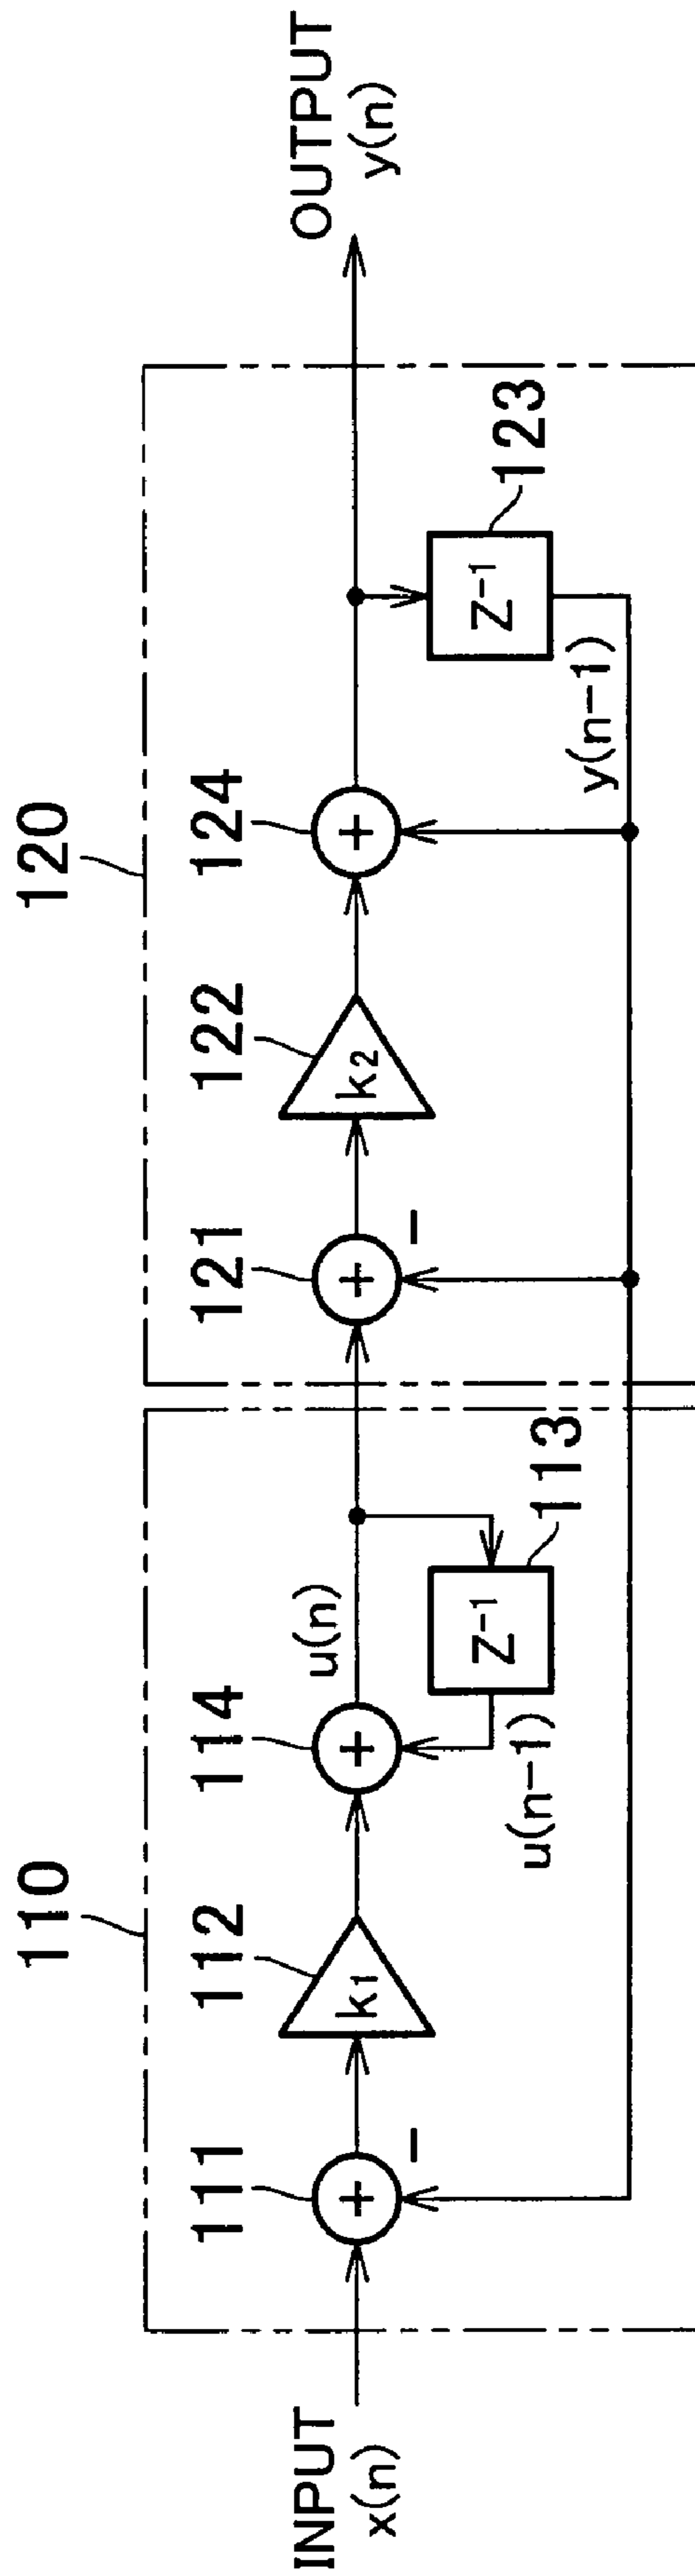 110
120
111
112
114
121
122
124
INPUT
x(n)
+
−
k1
+
u(n)
Z−1
u(n−1)
113
+
−
k2
+
Z−1
y(n−1)
123
OUTPUT
y(n)